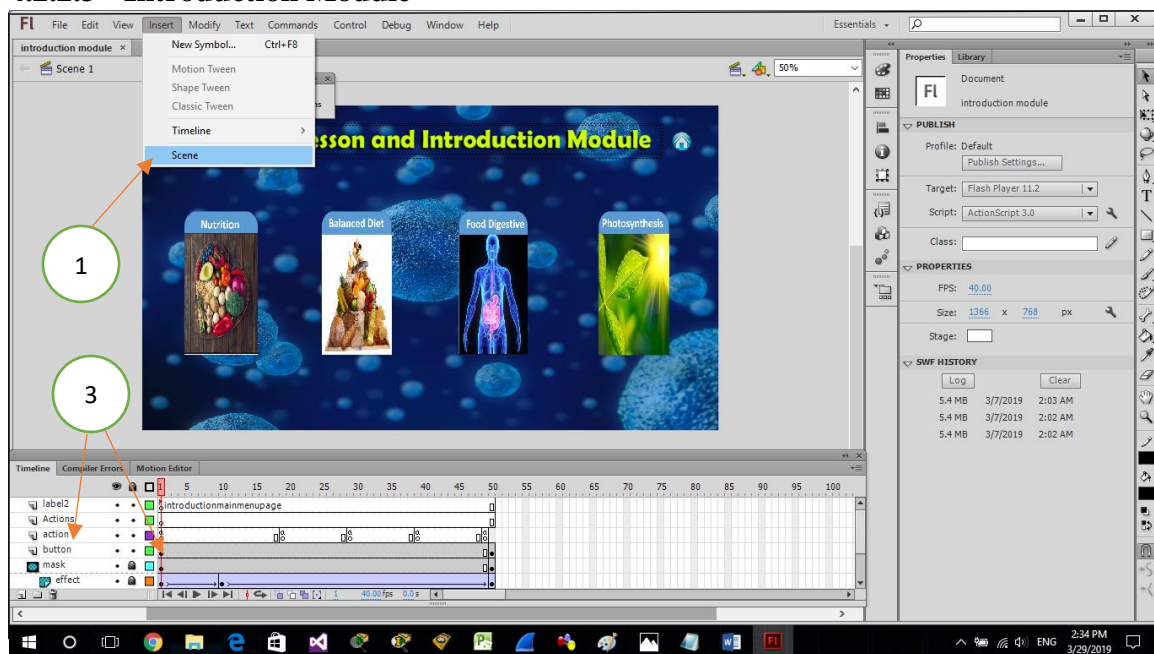 Fl File Edit View Insert Modify Text Commands Control Debug Window Help Essentials
introduction module ×
Scene 1
New Symbol... Ctrl+F8
Motion Tween
Shape Tween
Classic Tween
Timeline
Scene
50%
sson and Introduction Module
Nutrition Balanced Diet Food Digestive Photosynthesis
1
3
Properties Library
Fl Document
introduction module
PUBLISH
Profile: Default
Publish Settings...
Target: Flash Player 11.2
Script: ActionScript 3.0
Class:
PROPERTIES
FPS: 40.00
Size: 1366 x 768 px
Stage:
SWF HISTORY
Log Clear
5.4 MB 3/7/2019 2:03 AM
5.4 MB 3/7/2019 2:02 AM
5.4 MB 3/7/2019 2:02 AM
Timeline Compiler Errors Motion Editor
1 5 10 15 20 25 30 35 40 45 50 55 60 65 70 75 80 85 90 95 100
label2 introductionmainmenupage
Actions
action
button
mask
effect
1 40.00 fps 0.0 s
ENG 2:34 PM
3/29/2019